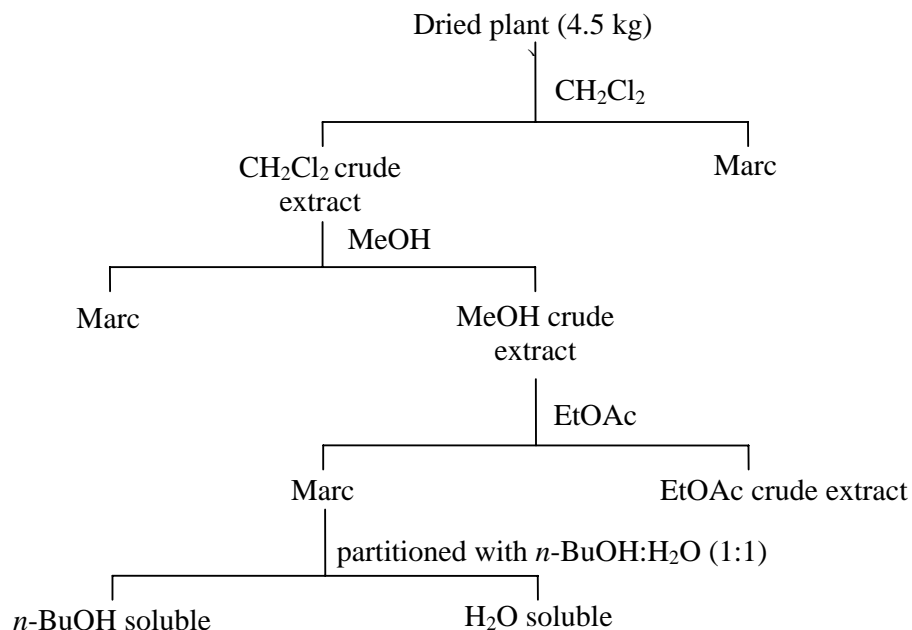 Dried plant (4.5 kg)
CH₂Cl₂
CH₂Cl₂ crude
extract
Marc
MeOH
Marc
MeOH crude
extract
EtOAc
Marc
EtOAc crude extract
partitioned with n-BuOH:H₂O (1:1)
n-BuOH soluble
H₂O soluble